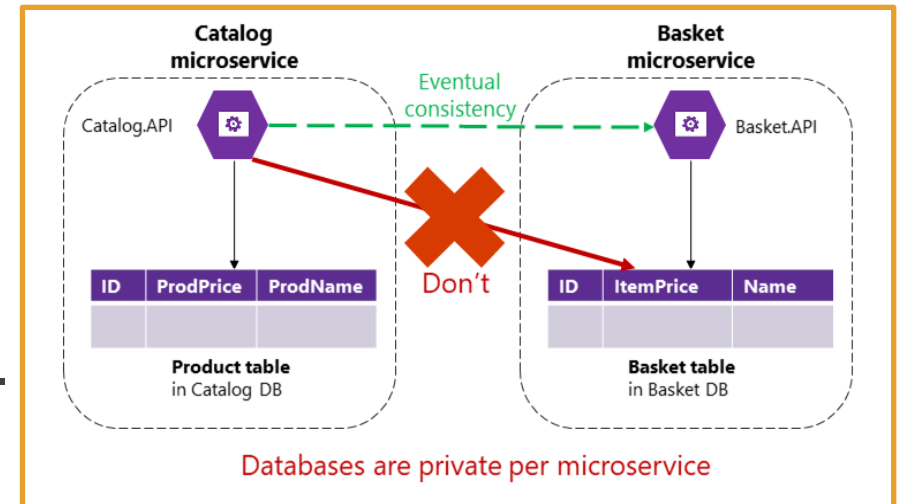 Catalog
microservice
Basket
microservice
Eventual
consistency
Catalog.API
Basket.API
Don't
ID ProdPrice ProdName
ID ItemPrice Name
Product table
in Catalog DB
Basket table
in Basket DB
Databases are private per microservice